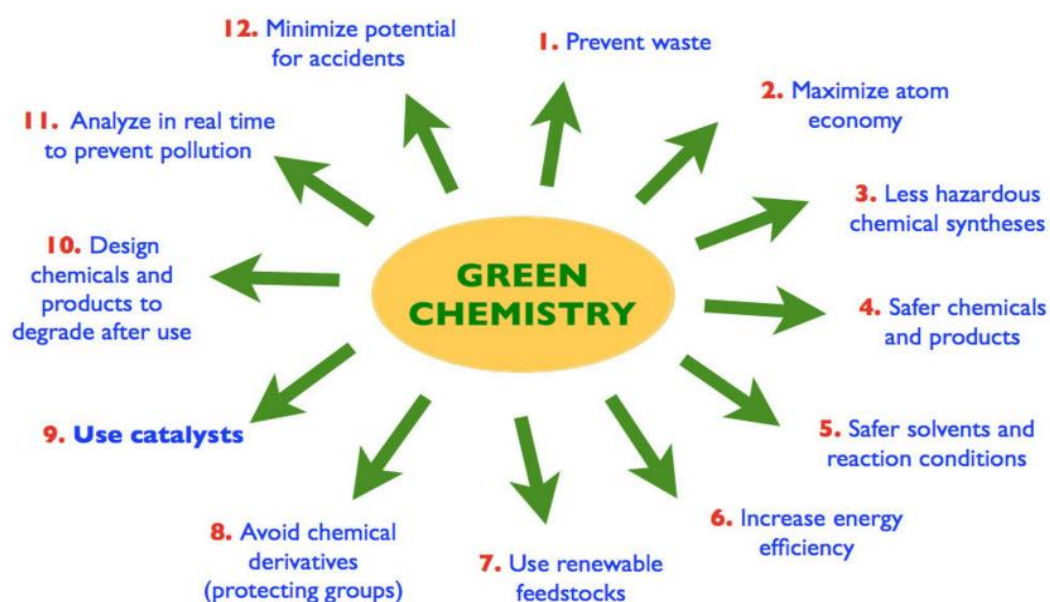 GREEN
CHEMISTRY
1. Prevent waste
2. Maximize atom
economy
3. Less hazardous
chemical syntheses
4. Safer chemicals
and products
5. Safer solvents and
reaction conditions
6. Increase energy
efficiency
7. Use renewable
feedstocks
8. Avoid chemical
derivatives
(protecting groups)
9. Use catalysts
10. Design
chemicals and
products to
degrade after use
11. Analyze in real time
to prevent pollution
12. Minimize potential
for accidents